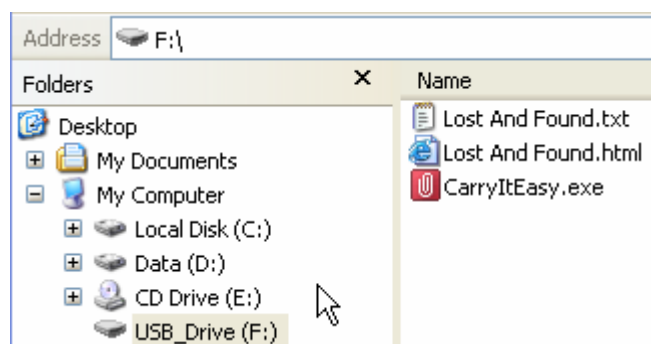 Address F:\
Folders X
Desktop
My Documents
My Computer
Local Disk (C:)
Data (D:)
CD Drive (E:)
USB_Drive (F:)
Name
Lost And Found.txt
Lost And Found.html
CarryItEasy.exe